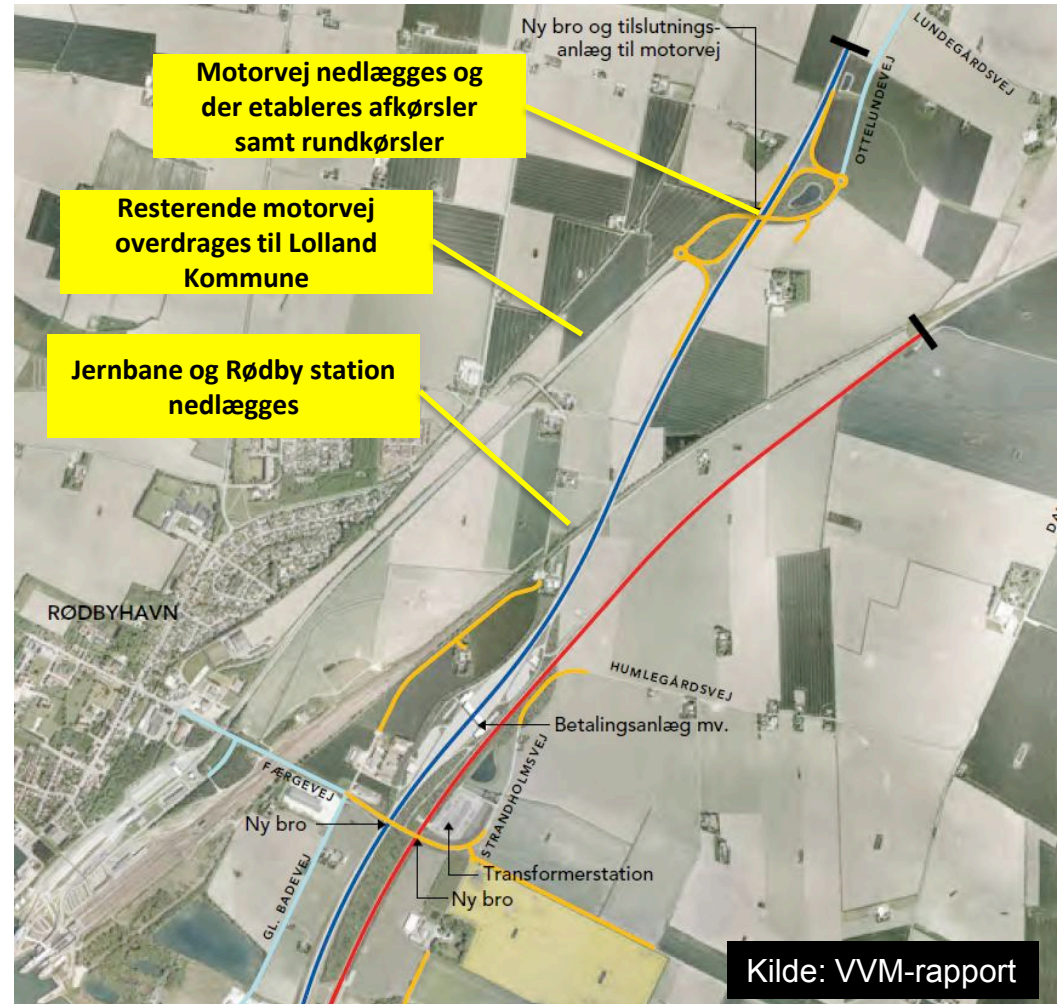 Ny bro og tilslutnings-
anlæg til motorvej
LUNDEGÅRDSVEJ
OTTELUNDEVEJ
Motorvej nedlægges og
der etableres afkørsler
samt rundkørsler
Resterende motorvej
overdrages til Lolland
Kommune
Jernbane og Rødby station
nedlægges
DA
RØDBYHAVN
HUMLEGÅRDSVEJ
Betalingsanlæg mv.
STRANDHOLMSVEJ
FÆRGEVEJ
Ny bro
GL. BADEVEJ
Transformerstation
Ny bro
Kilde: VVM-rapport